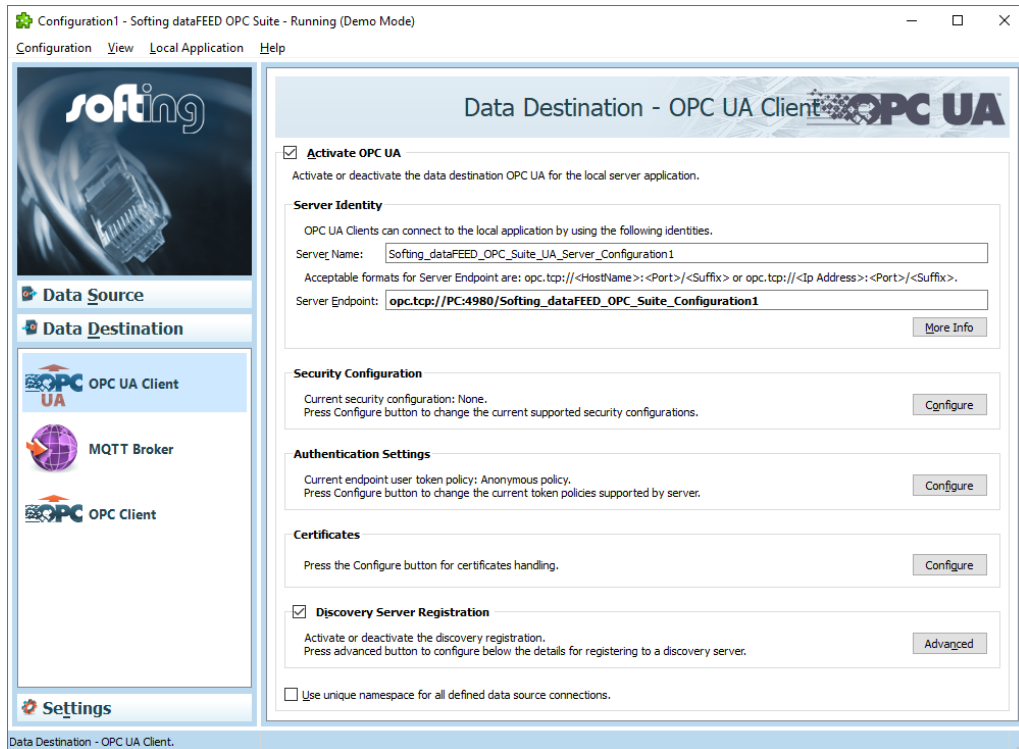 Configuration1 - Softing dataFEED OPC Suite - Running (Demo Mode)
Configuration View Local Application Help
softing
Data Source
Data Destination
OPC UA
OPC UA Client
MQTT Broker
OPC
OPC Client
Settings
Data Destination - OPC UA Client
OPC UA
Activate OPC UA
Activate or deactivate the data destination OPC UA for the local server application.
Server Identity
OPC UA Clients can connect to the local application by using the following identities.
Server Name: Softing_dataFEED_OPC_Suite_UA_Server_Configuration1
Acceptable formats for Server Endpoint are: opc.tcp://<HostName>:<Port>/<Suffix> or opc.tcp://<Ip Address>:<Port>/<Suffix>.
Server Endpoint: opc.tcp://PC:4980/Softing_dataFEED_OPC_Suite_Configuration1
More Info
Security Configuration
Current security configuration: None.
Press Configure button to change the current supported security configurations.
Configure
Authentication Settings
Current endpoint user token policy: Anonymous policy.
Press Configure button to change the current token policies supported by server.
Configure
Certificates
Press the Configure button for certificates handling.
Configure
Discovery Server Registration
Activate or deactivate the discovery registration.
Press advanced button to configure below the details for registering to a discovery server.
Advanced
Use unique namespace for all defined data source connections.
Data Destination - OPC UA Client.